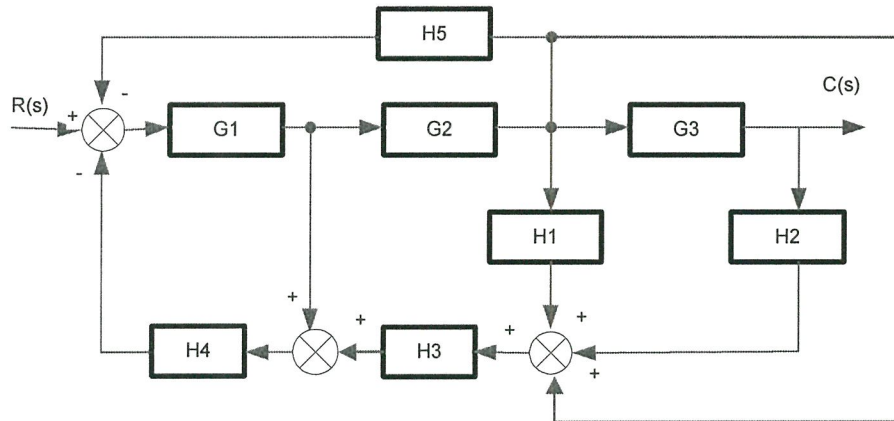 H5
R(s)
+
-
C(s)
G1
G2
G3
-
H1
H2
+
+
+
+
+
H4
H3